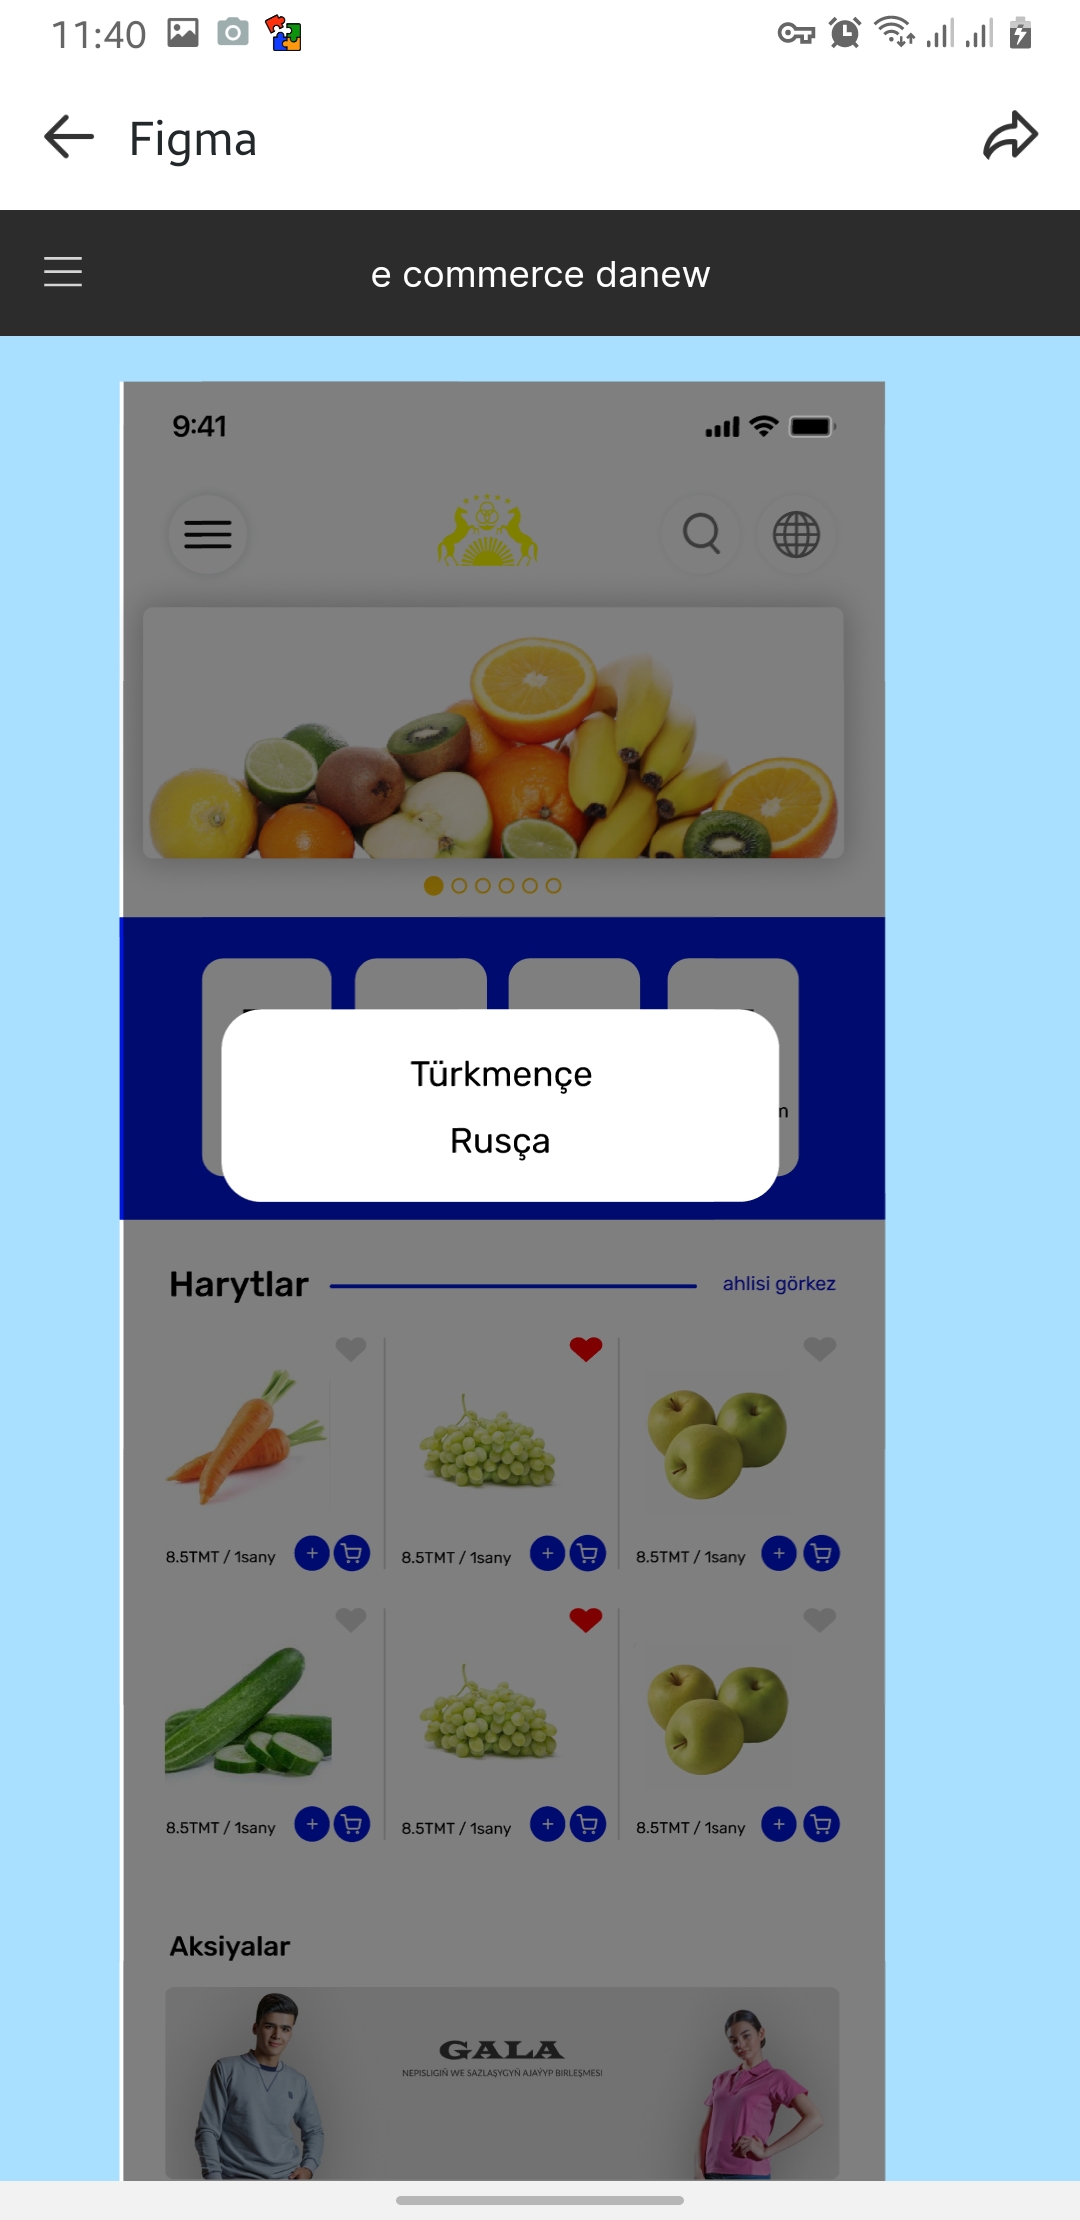 11:40
Figma
e commerce danew
9:41
Türkmençe
Rusça
Harytlar
ahlisi görkez
8.5TMT / 1sany
8.5TMT / 1sany
8.5TMT / 1sany
8.5TMT / 1sany
8.5TMT / 1sany
8.5TMT / 1sany
Aksiyalar
GALA
NEPISLIGIŇ WE SAZLAŞYGYŇ AJAÝYP BIRLEŞMESI